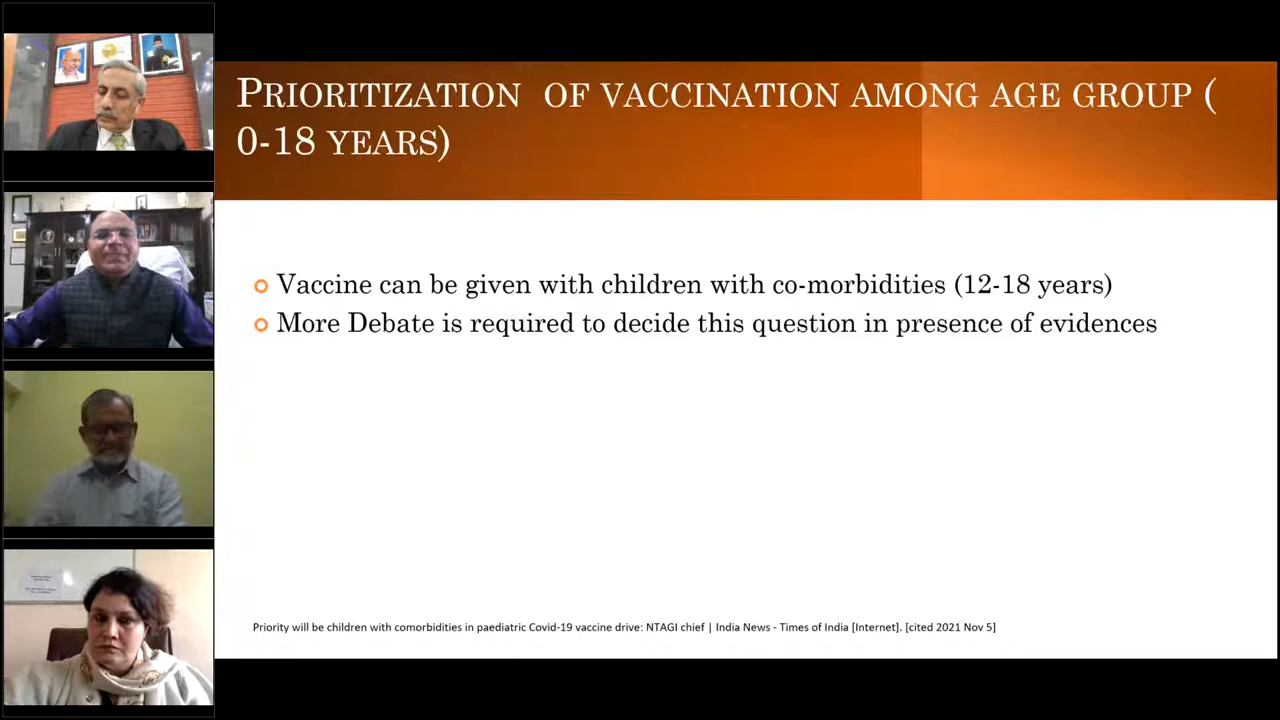 PRIORITIZATION OF VACCINATION AMONG AGE GROUP (
0-18 YEARS)
Vaccine can be given with children with co-morbidities (12-18 years)
More Debate is required to decide this question in presence of evidences
Priority will be children with comorbidities in paediatric Covid-19 vaccine drive: NTAGI chief | India News - Times of India [Internet]. [cited 2021 Nov 5]